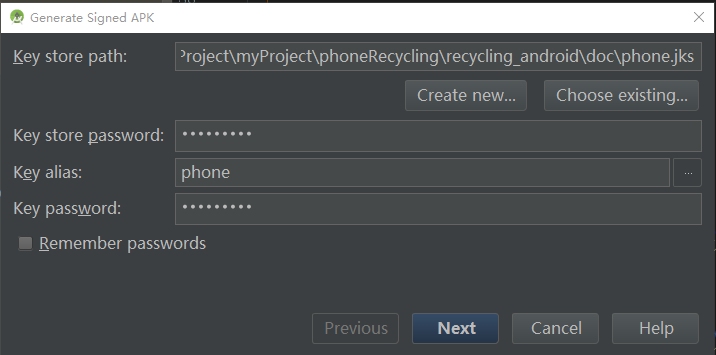 Generate Signed APK
Key store path: Project\myProject\phoneRecycling\recycling_android\doc\phone.jks
Create new... Choose existing...
Key store password: •••••••••
Key alias: phone ...
Key password: •••••••••
Remember passwords
Previous Next Cancel Help